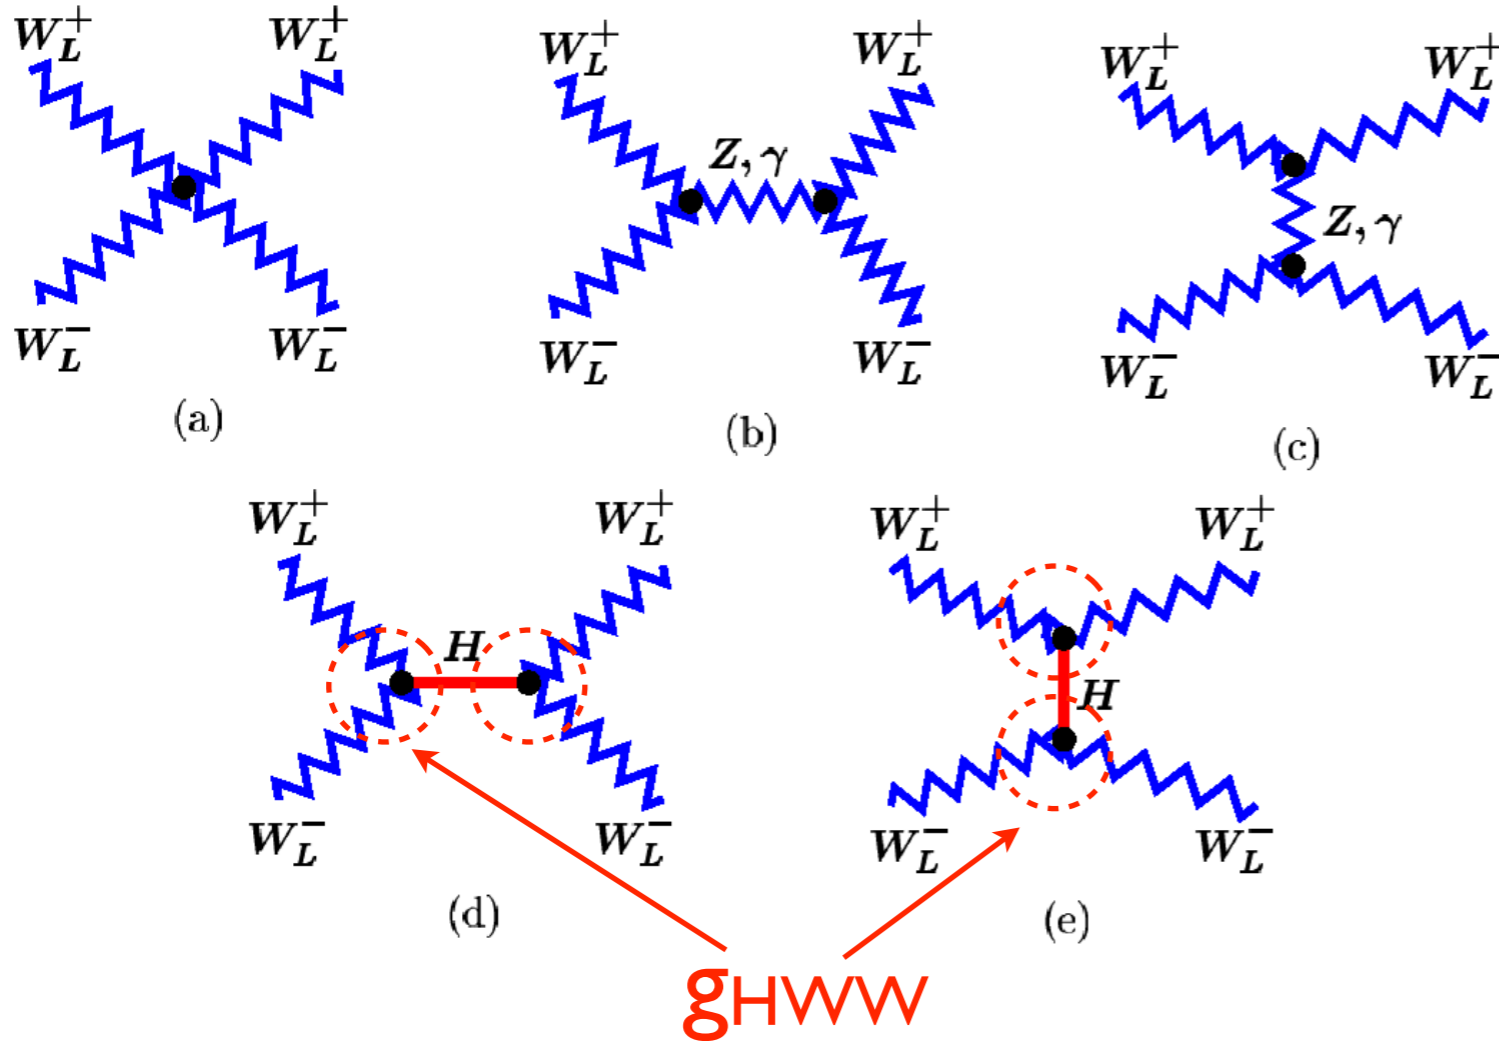 W_L^+ W_L^+ W_L^+ W_L^+ W_L^+ W_L^+
Z, γ
Z, γ
W_L^- W_L^- W_L^- W_L^- W_L^- W_L^-
(a) (b) (c)
W_L^+ W_L^+ W_L^+ W_L^+
H
H
W_L^- W_L^- W_L^- W_L^-
(d) (e)
gHWW